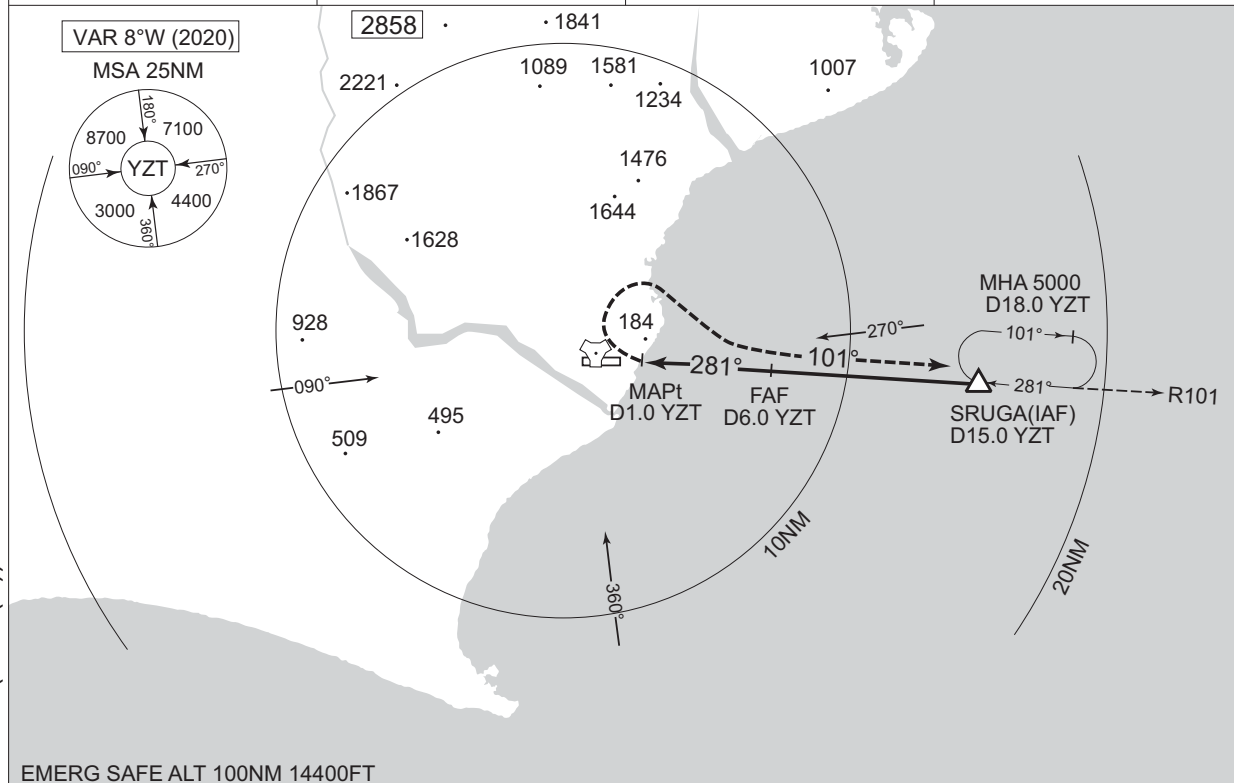 VAR 8°W (2020)
MSA 25NM
180°
8700
7100
090°
YZT
270°
3000
4400
360°
2858
1841
2221
1089
1581
1234
1007
1476
1867
1644
1628
MHA 5000
D18.0 YZT
928
184
270°
101°
101°
281°
281°
R101
090°
MAPt
D1.0 YZT
FAF
D6.0 YZT
SRUGA(IAF)
D15.0 YZT
495
509
10NM
20NM
360°
EMERG SAFE ALT 100NM 14400FT